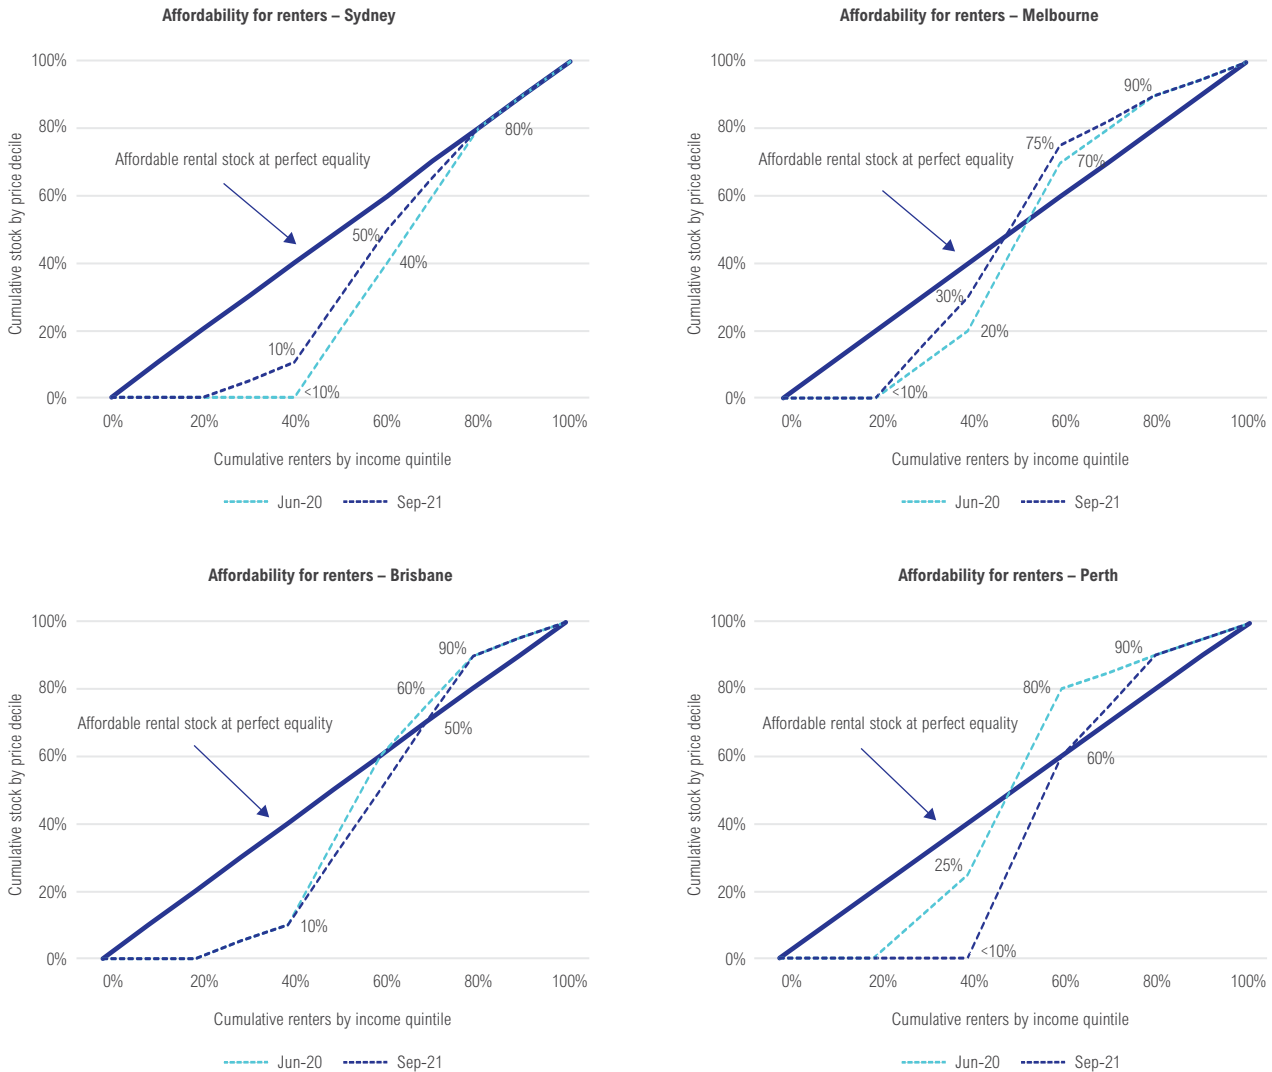 Affordability for renters – Sydney
Cumulative stock by price decile
100%
80%
60%
40%
20%
0%
Affordable rental stock at perfect equality
80%
50%
40%
10%
<10%
0% 20% 40% 60% 80% 100%
Cumulative renters by income quintile
Jun-20 Sep-21
Affordability for renters – Melbourne
Cumulative stock by price decile
100%
80%
60%
40%
20%
0%
Affordable rental stock at perfect equality
90%
75%
70%
30%
20%
<10%
0% 20% 40% 60% 80% 100%
Cumulative renters by income quintile
Jun-20 Sep-21
Affordability for renters – Brisbane
Cumulative stock by price decile
100%
80%
60%
40%
20%
0%
Affordable rental stock at perfect equality
90%
60%
50%
10%
0% 20% 40% 60% 80% 100%
Cumulative renters by income quintile
Jun-20 Sep-21
Affordability for renters – Perth
Cumulative stock by price decile
100%
80%
60%
40%
20%
0%
Affordable rental stock at perfect equality
90%
80%
60%
25%
<10%
0% 20% 40% 60% 80% 100%
Cumulative renters by income quintile
Jun-20 Sep-21